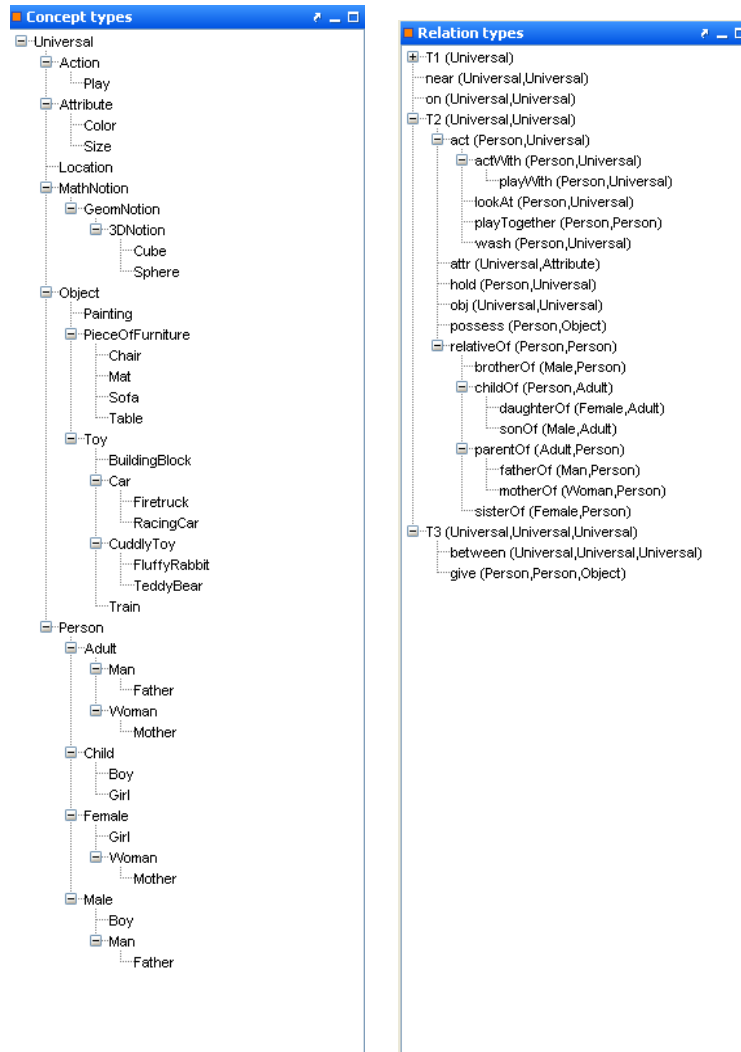 Concept types
Universal
Action
Play
Attribute
Color
Size
Location
MathNotion
GeomNotion
3DNotion
Cube
Sphere
Object
Painting
PieceOfFurniture
Chair
Mat
Sofa
Table
Toy
BuildingBlock
Car
Firetruck
RacingCar
CuddlyToy
FluffyRabbit
TeddyBear
Train
Person
Adult
Man
Father
Woman
Mother
Child
Boy
Girl
Female
Girl
Woman
Mother
Male
Boy
Man
Father
Relation types
T1 (Universal)
near (Universal,Universal)
on (Universal,Universal)
T2 (Universal,Universal)
act (Person,Universal)
actWith (Person,Universal)
playWith (Person,Universal)
lookAt (Person,Universal)
playTogether (Person,Person)
wash (Person,Universal)
attr (Universal,Attribute)
hold (Person,Universal)
obj (Universal,Universal)
possess (Person,Object)
relativeOf (Person,Person)
brotherOf (Male,Person)
childOf (Person,Adult)
daughterOf (Female,Adult)
sonOf (Male,Adult)
parentOf (Adult,Person)
fatherOf (Man,Person)
motherOf (Woman,Person)
sisterOf (Female,Person)
T3 (Universal,Universal,Universal)
between (Universal,Universal,Universal)
give (Person,Person,Object)